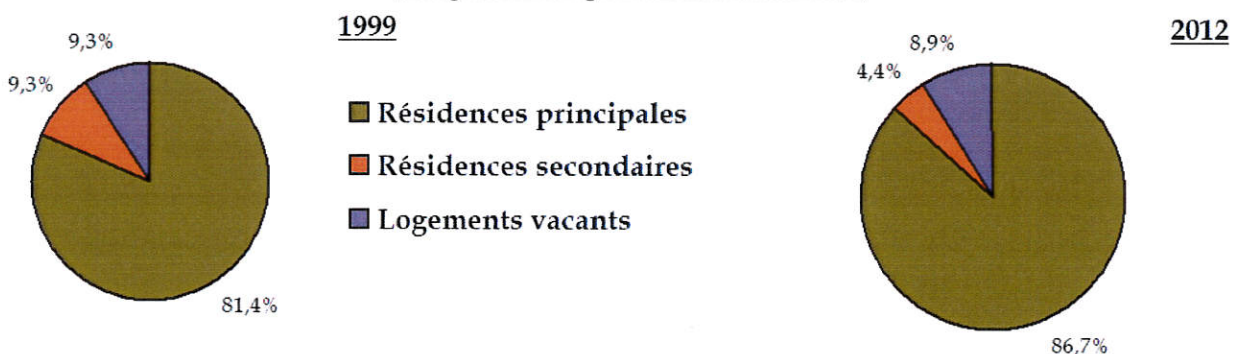 1999
9,3%
9,3%
81,4%
Résidences principales
Résidences secondaires
Logements vacants
2012
8,9%
4,4%
86,7%